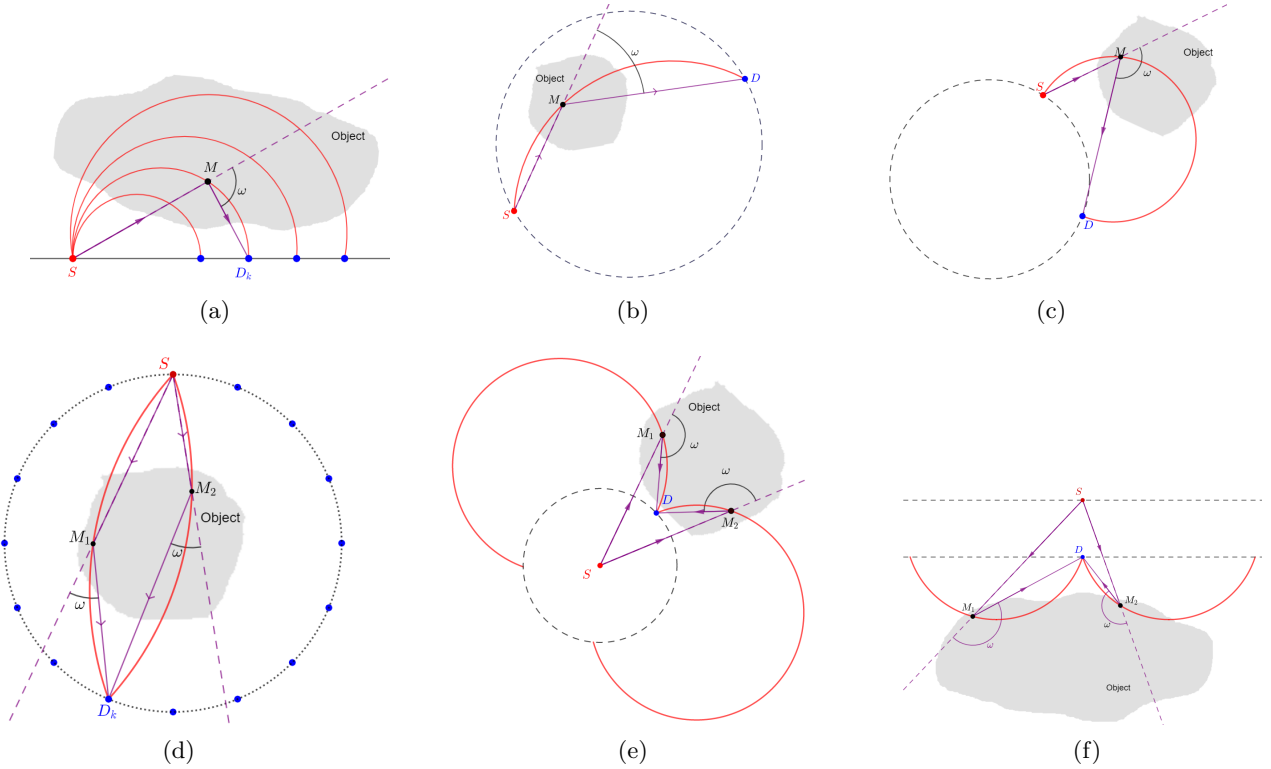 Object
M
ω
S
D_k
(a)
ω
Object
M
D
S
(b)
M
Object
S
ω
D
(c)
S
M_2
Object
M_1
ω
ω
D_k
(d)
Object
M_1
ω
ω
D
M_2
S
(e)
S
D
M_1
M_2
ω
ω
Object
(f)